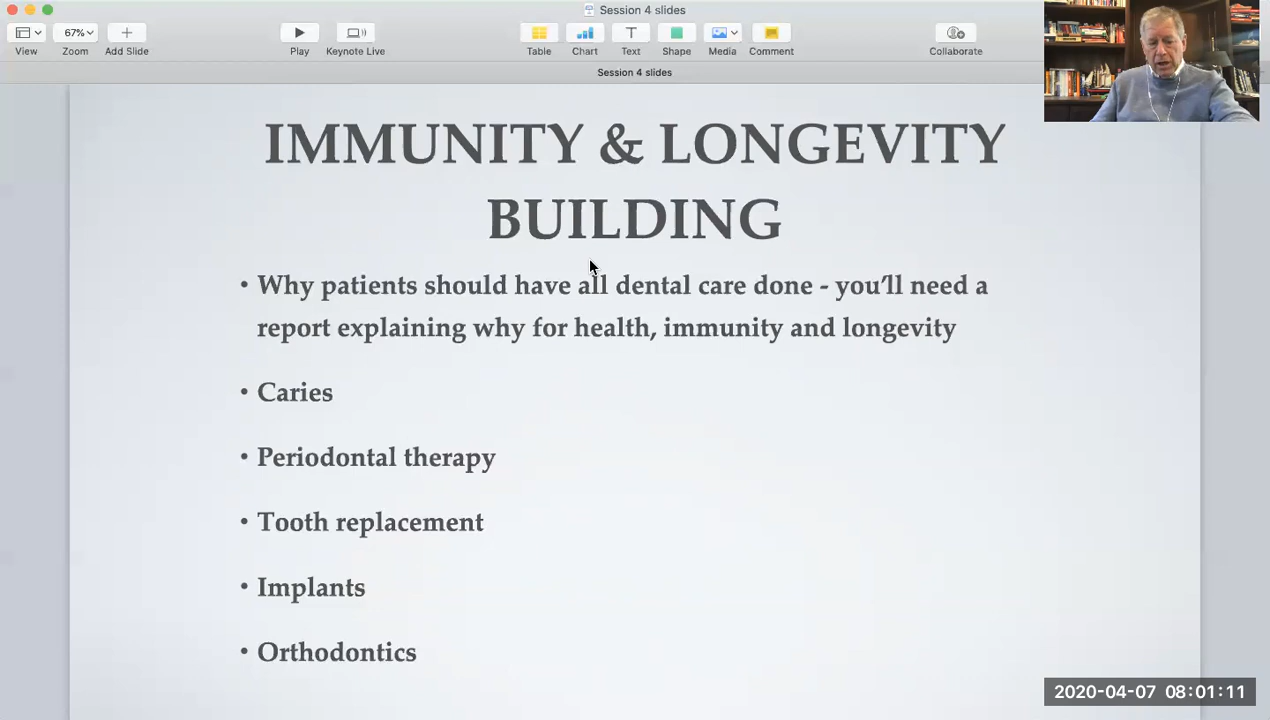 Session 4 slides
67%
View
Zoom
Add Slide
Play
Keynote Live
Table
Chart
Text
Shape
Media
Comment
Collaborate
Session 4 slides
IMMUNITY & LONGEVITY
BUILDING
• Why patients should have all dental care done - you'll need a
report explaining why for health, immunity and longevity
• Caries
• Periodontal therapy
• Tooth replacement
• Implants
• Orthodontics
2020-04-07 08:01:11